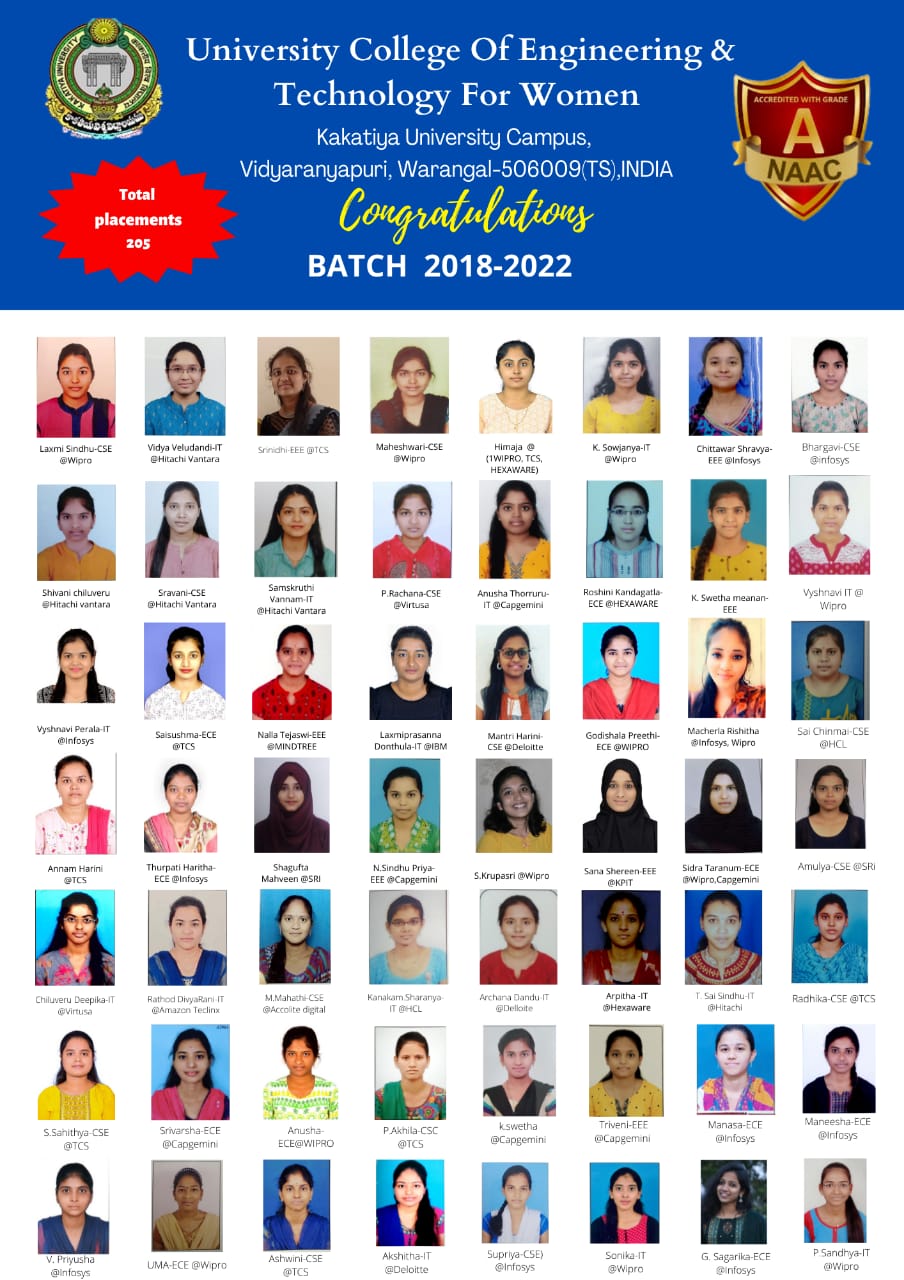 University College Of Engineering &
Technology For Women
Kakatiya University Campus,
Vidyaranyapuri, Warangal-506009(TS),INDIA
Congratulations
BATCH 2018-2022
KAKATIYA UNIVERSITY
ACCREDITED WITH GRADE
A
NAAC
Total
placements
205
Laxmi Sindhu-CSE
@Wipro
Vidya Veludandi-IT
@Hitachi Vantara
Srinidhi-EEE @TCS
Maheshwari-CSE
@Wipro
Himaja @
(1WIPRO, TCS,
HEXAWARE)
K. Sowjanya-IT
@Wipro
Chittawar Shravya-
EEE @Infosys
Bhargavi-CSE
@infosys
Shivani chiluveru
@Hitachi vantara
Sravani-CSE
@Hitachi Vantara
Samskruthi
Vannam-IT
@Hitachi Vantara
P.Rachana-CSE
@Virtusa
Anusha Thorruru-
IT @Capgemini
Roshini Kandagatla-
ECE @HEXAWARE
K. Swetha meanan-
EEE
Vyshnavi IT @
Wipro
Vyshnavi Perala-IT
@Infosys
Saisushma-ECE
@TCS
Nalla Tejaswi-EEE
@MINDTREE
Laxmiprasanna
Donthula-IT @IBM
Mantri Harini-
CSE @Deloitte
Godishala Preethi-
ECE @WIPRO
Macherla Rishitha
@Infosys, Wipro
Sai Chinmai-CSE
@HCL
Annam Harini
@TCS
Thurpati Haritha-
ECE @Infosys
Shagufta
Mahveen @SRI
N.Sindhu Priya-
EEE @Capgemini
S.Krupasri @Wipro
Sana Shereen-EEE
@KPIT
Sidra Taranum-ECE
@Wipro,Capgemini
Amulya-CSE @SRi
Chiluveru Deepika-IT
@Virtusa
Rathod DivyaRani-IT
@Amazon Teclinx
M.Mahathi-CSE
@Accolite digital
Kanakam.Sharanya-
IT @HCL
Archana Dandu-IT
@Delloite
Arpitha -IT
@Hexaware
T. Sai Sindhu-IT
@Hitachi
Radhika-CSE @TCS
S.Sahithya-CSE
@TCS
Srivarsha-ECE
@Capgemini
Anusha-
ECE@WIPRO
P.Akhila-CSC
@TCS
k.swetha
@Capgemini
Triveni-EEE
@Capgemini
Manasa-ECE
@Infosys
Maneesha-ECE
@Infosys
V. Priyusha
@Infosys
UMA-ECE @Wipro
Ashwini-CSE
@TCS
Akshitha-IT
@Deloitte
Supriya-CSE)
@Infosys
Sonika-IT
@Wipro
G. Sagarika-ECE
@Infosys
P.Sandhya-IT
@Wipro